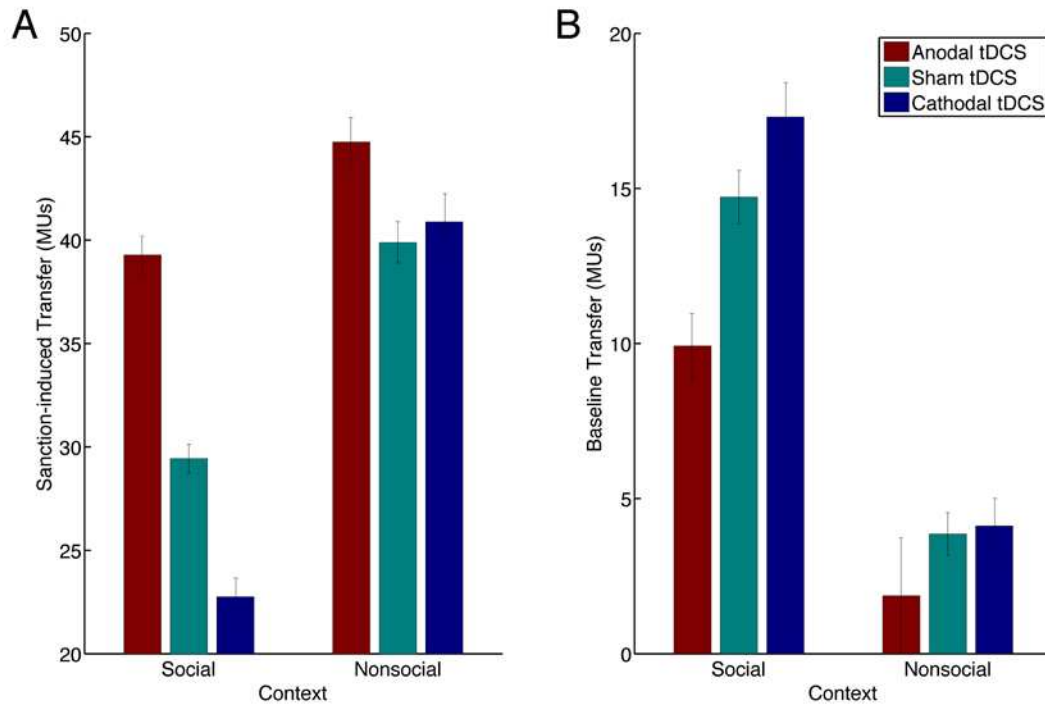 A
Sanction-induced Transfer (MUs)
50
45
40
35
30
25
20
Social
Nonsocial
Context
B
Baseline Transfer (MUs)
20
15
10
5
0
Social
Nonsocial
Context
Anodal tDCS
Sham tDCS
Cathodal tDCS